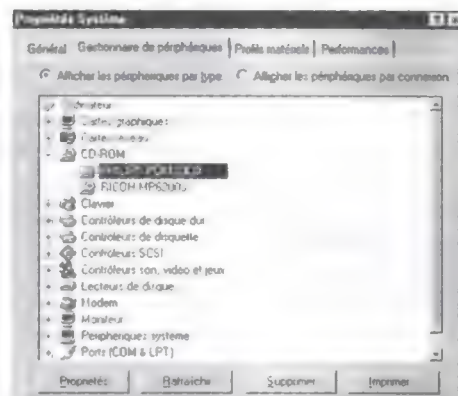 Propriétés Système
Général Gestionnaire de périphériques Profils matériels Performances
Afficher les périphériques par type Afficher les périphériques par connexion
Cartes graphiques
Cartes réseau
CD-ROM
RICOH MP6200S
Clavier
Contrôleurs de disque dur
Contrôleurs de disquette
Contrôleurs SCSI
Contrôleurs son, vidéo et jeux
Lecteurs de disque
Modem
Moniteur
Périphériques système
Ports (COM & LPT)
Propriétés Rafraîchir Supprimer Imprimer